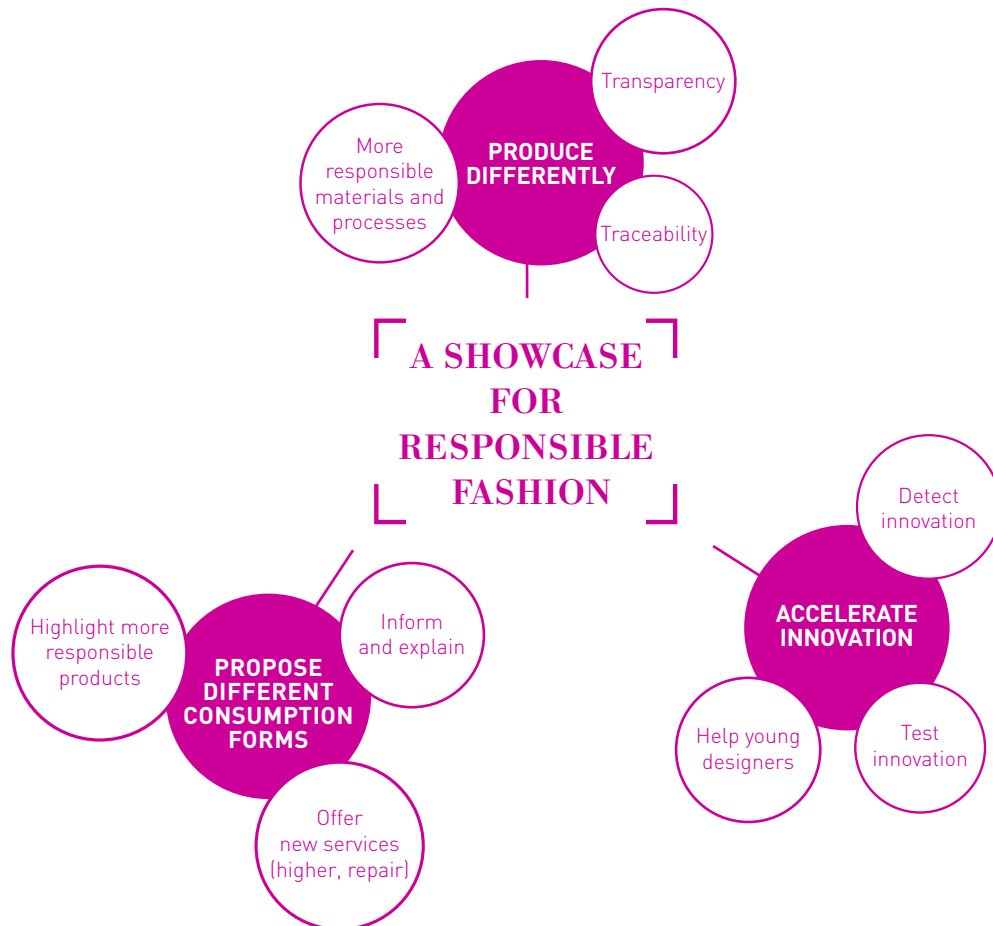 Transparency
PRODUCE
DIFFERENTLY
More
responsible
materials and
processes
Traceability
A SHOWCASE
FOR
RESPONSIBLE
FASHION
Highlight more
responsible
products
PROPOSE
DIFFERENT
CONSUMPTION
FORMS
Inform
and explain
Offer
new services
(higher, repair)
Detect
innovation
ACCELERATE
INNOVATION
Help young
designers
Test
innovation